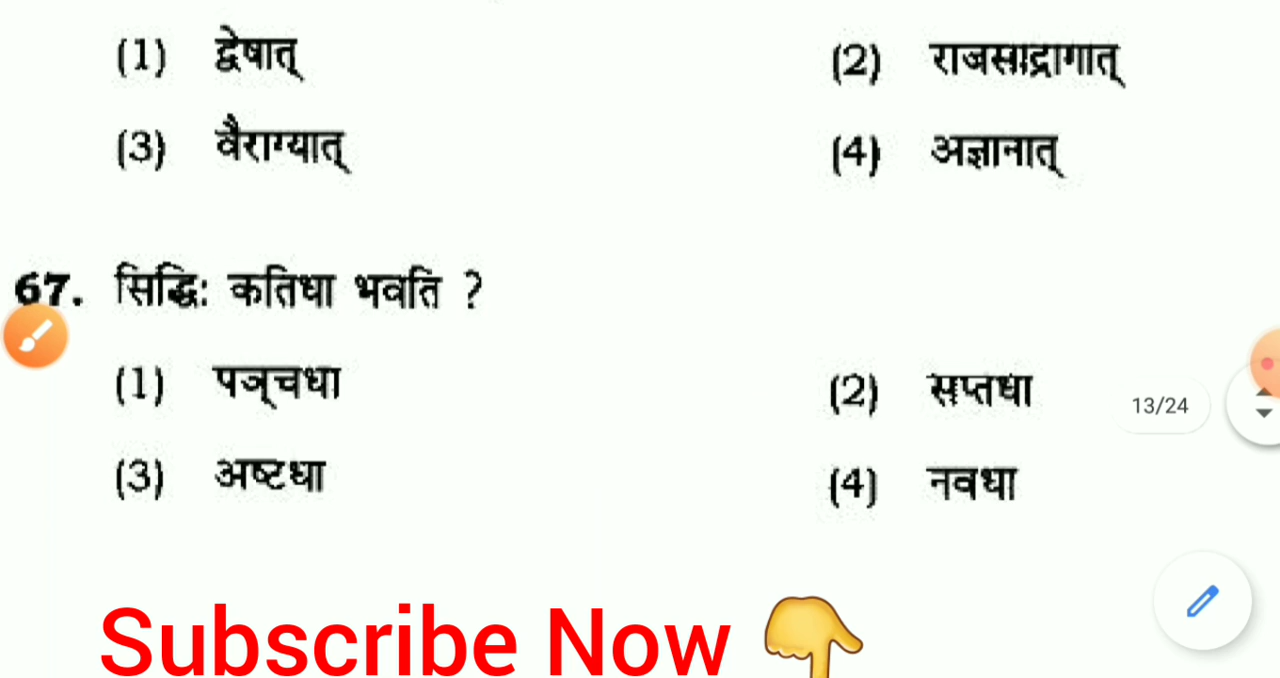 (1) द्वेषात् (2) राजसाद्रागात्
(3) वैराग्यात् (4) अज्ञानात्
67. सिद्धिः कतिधा भवति ?
(1) पञ्चधा (2) सप्तधा
13/24
(3) अष्टधा (4) नवधा
Subscribe Now